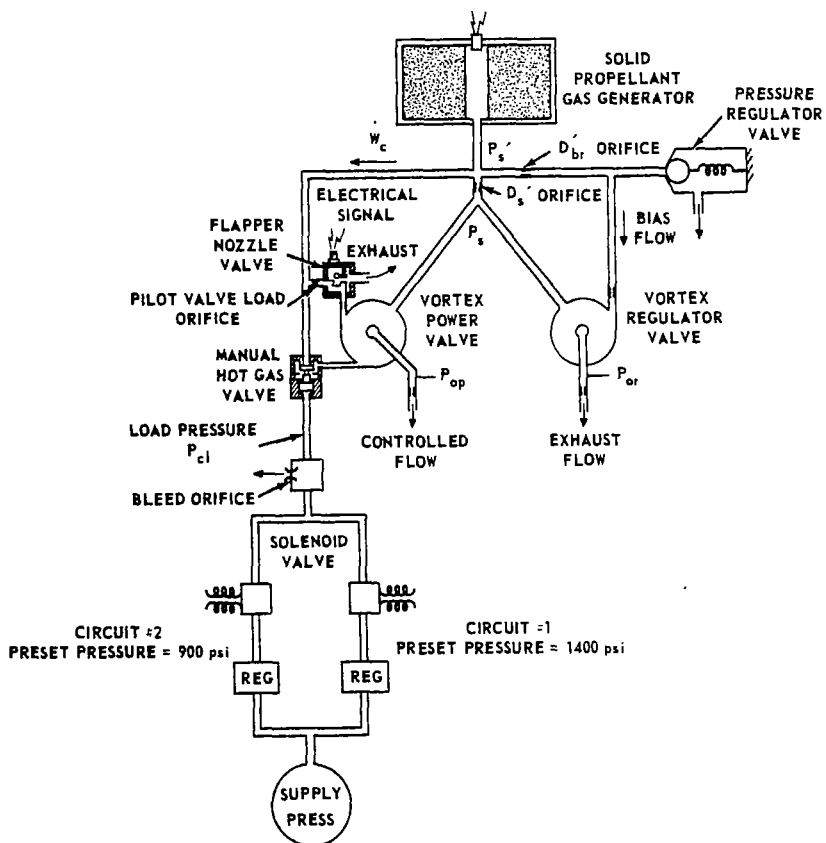 SOLID
PROPELLANT
GAS GENERATOR
PRESSURE
REGULATOR
VALVE
Ẇc
Ps'
D'br ORIFICE
ELECTRICAL
SIGNAL
Ds' ORIFICE
FLAPPER
NOZZLE
VALVE
EXHAUST
Ps
BIAS
FLOW
PILOT VALVE LOAD
ORIFICE
VORTEX
POWER
VALVE
VORTEX
REGULATOR
VALVE
MANUAL
HOT GAS
VALVE
Pop
Por
LOAD PRESSURE
Pcl
CONTROLLED
FLOW
EXHAUST
FLOW
BLEED ORIFICE
SOLENOID
VALVE
CIRCUIT #2
PRESET PRESSURE = 900 psi
CIRCUIT #1
PRESET PRESSURE = 1400 psi
REG
REG
SUPPLY
PRESS